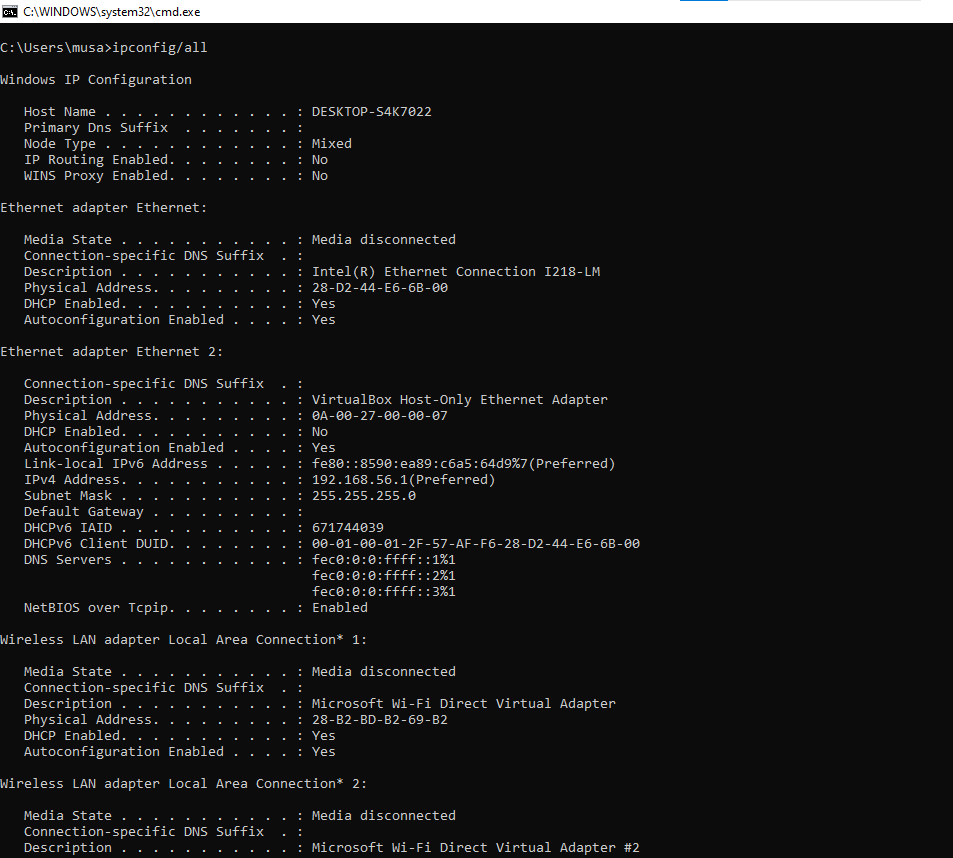 C:\WINDOWS\system32\cmd.exe
C:\Users\musa>ipconfig/all
Windows IP Configuration
Host Name . . . . . . . . . . . . : DESKTOP-S4K7022
Primary Dns Suffix  . . . . . . . :
Node Type . . . . . . . . . . . . : Mixed
IP Routing Enabled. . . . . . . . : No
WINS Proxy Enabled. . . . . . . . : No
Ethernet adapter Ethernet:
Media State . . . . . . . . . . . : Media disconnected
Connection-specific DNS Suffix  . :
Description . . . . . . . . . . . : Intel(R) Ethernet Connection I218-LM
Physical Address. . . . . . . . . : 28-D2-44-E6-6B-00
DHCP Enabled. . . . . . . . . . . : Yes
Autoconfiguration Enabled . . . . : Yes
Ethernet adapter Ethernet 2:
Connection-specific DNS Suffix  . :
Description . . . . . . . . . . . : VirtualBox Host-Only Ethernet Adapter
Physical Address. . . . . . . . . : 0A-00-27-00-00-07
DHCP Enabled. . . . . . . . . . . : No
Autoconfiguration Enabled . . . . : Yes
Link-local IPv6 Address . . . . . : fe80::8590:ea89:c6a5:64d9%7(Preferred)
IPv4 Address. . . . . . . . . . . : 192.168.56.1(Preferred)
Subnet Mask . . . . . . . . . . . : 255.255.255.0
Default Gateway . . . . . . . . . :
DHCPv6 IAID . . . . . . . . . . . : 671744039
DHCPv6 Client DUID. . . . . . . . : 00-01-00-01-2F-57-AF-F6-28-D2-44-E6-6B-00
DNS Servers . . . . . . . . . . . : fec0:0:0:ffff::1%1
fec0:0:0:ffff::2%1
fec0:0:0:ffff::3%1
NetBIOS over Tcpip. . . . . . . . : Enabled
Wireless LAN adapter Local Area Connection* 1:
Media State . . . . . . . . . . . : Media disconnected
Connection-specific DNS Suffix  . :
Description . . . . . . . . . . . : Microsoft Wi-Fi Direct Virtual Adapter
Physical Address. . . . . . . . . : 28-B2-BD-B2-69-B2
DHCP Enabled. . . . . . . . . . . : Yes
Autoconfiguration Enabled . . . . : Yes
Wireless LAN adapter Local Area Connection* 2:
Media State . . . . . . . . . . . : Media disconnected
Connection-specific DNS Suffix  . :
Description . . . . . . . . . . . : Microsoft Wi-Fi Direct Virtual Adapter #2